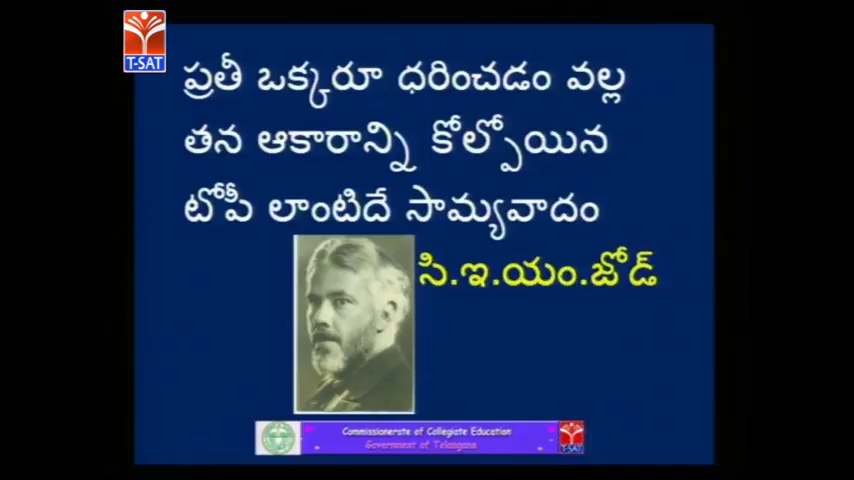 T-SAT
ప్రతీ ఒక్కరూ ధరించడం వల్ల
తన ఆకారాన్ని కోల్పోయిన
టోపీ లాంటిదే సామ్యవాదం
సి.ఇ.యం.జోడ్
Commissionerate of Collegiate Education
Government of Telangana
T-SAT